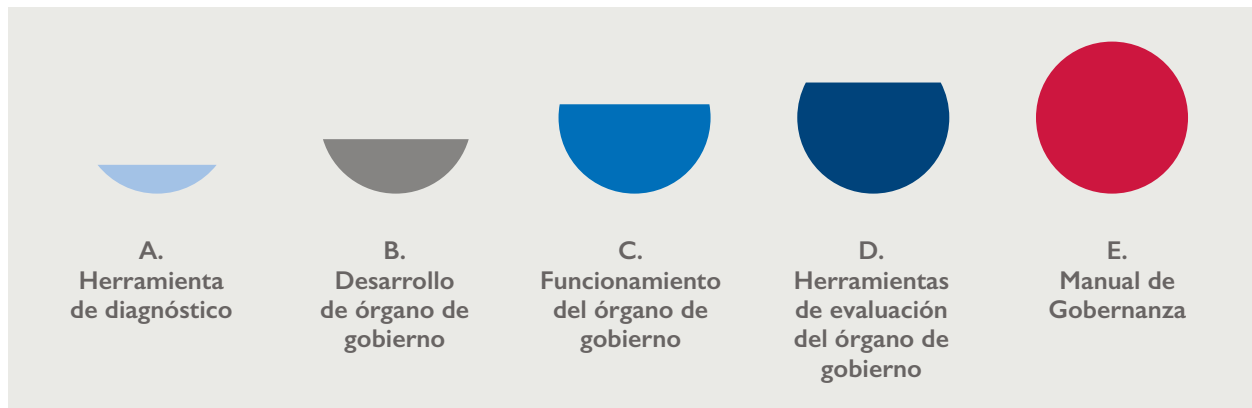 A.
Herramienta
de diagnóstico
B.
Desarrollo
de órgano de
gobierno
C.
Funcionamiento
del órgano de
gobierno
D.
Herramientas
de evaluación
del órgano de
gobierno
E.
Manual de
Gobernanza